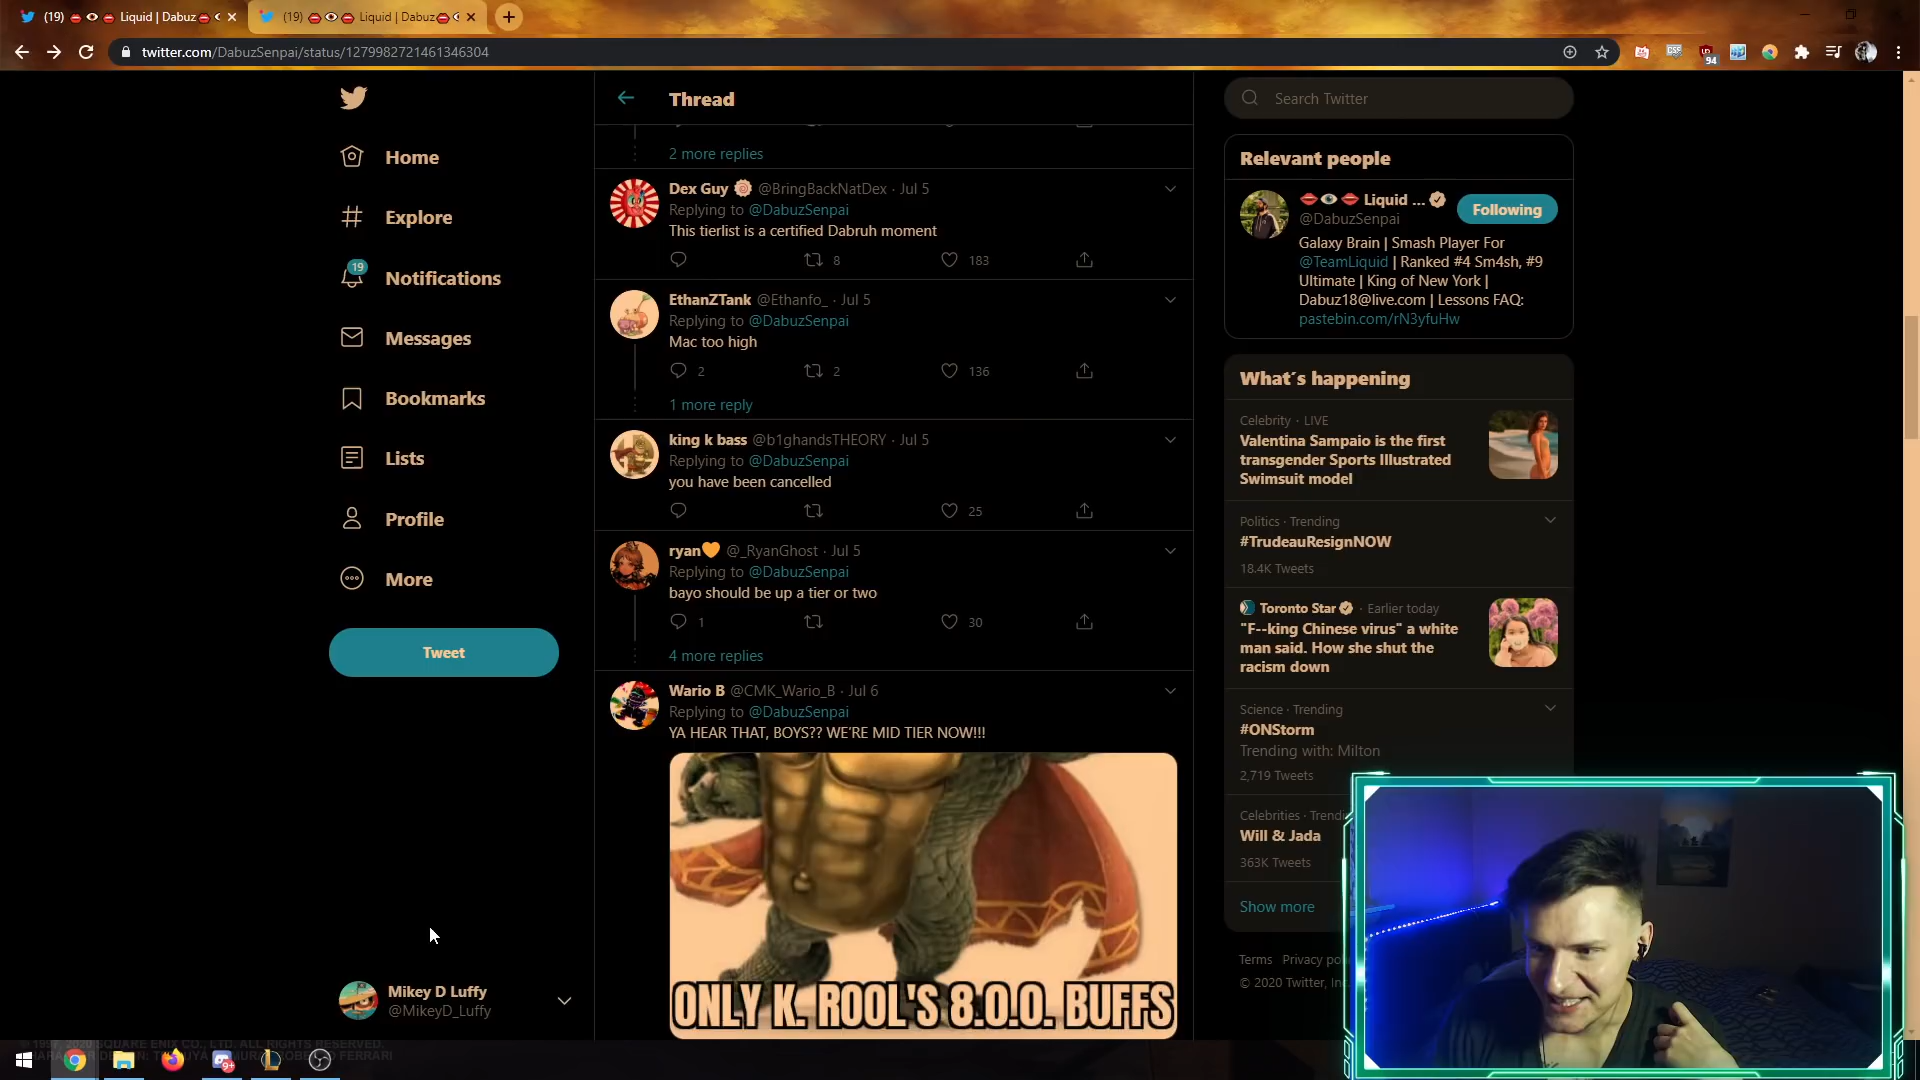 (19) Liquid | Dabuz
(19) Liquid | Dabuz
twitter.com/DabuzSenpai/status/1279982721461346304
94
Home
Explore
19
Notifications
Messages
Bookmarks
Lists
Profile
More
Tweet
Mikey D Luffy
@MikeyD_Luffy
Thread
2 more replies
Dex Guy @BringBackNatDex · Jul 5
Replying to @DabuzSenpai
This tierlist is a certified Dabruh moment
8 183
EthanZTank @Ethanfo_ · Jul 5
Replying to @DabuzSenpai
Mac too high
2 2 136
1 more reply
king k bass @b1ghandsTHEORY · Jul 5
Replying to @DabuzSenpai
you have been cancelled
25
ryan🧡 @_RyanGhost · Jul 5
Replying to @DabuzSenpai
bayo should be up a tier or two
1 30
4 more replies
Wario B @CMK_Wario_B · Jul 6
Replying to @DabuzSenpai
YA HEAR THAT, BOYS?? WE'RE MID TIER NOW!!!
ONLY K. ROOL'S 8.0.0. BUFFS
Search Twitter
Relevant people
👄👁👄 Liquid ...
Following
@DabuzSenpai
Galaxy Brain | Smash Player For
@TeamLiquid | Ranked #4 Sm4sh, #9
Ultimate | King of New York |
Dabuz18@live.com | Lessons FAQ:
pastebin.com/rN3yfuHw
What´s happening
Celebrity · LIVE
Valentina Sampaio is the first
transgender Sports Illustrated
Swimsuit model
Politics · Trending
#TrudeauResignNOW
18.4K Tweets
Toronto Star · Earlier today
"F--king Chinese virus" a white
man said. How she shut the
racism down
Science · Trending
#ONStorm
Trending with: Milton
2,719 Tweets
Celebrities · Trendi
Will & Jada
363K Tweets
Show more
Terms Privacy po
© 2020 Twitter, In
9+